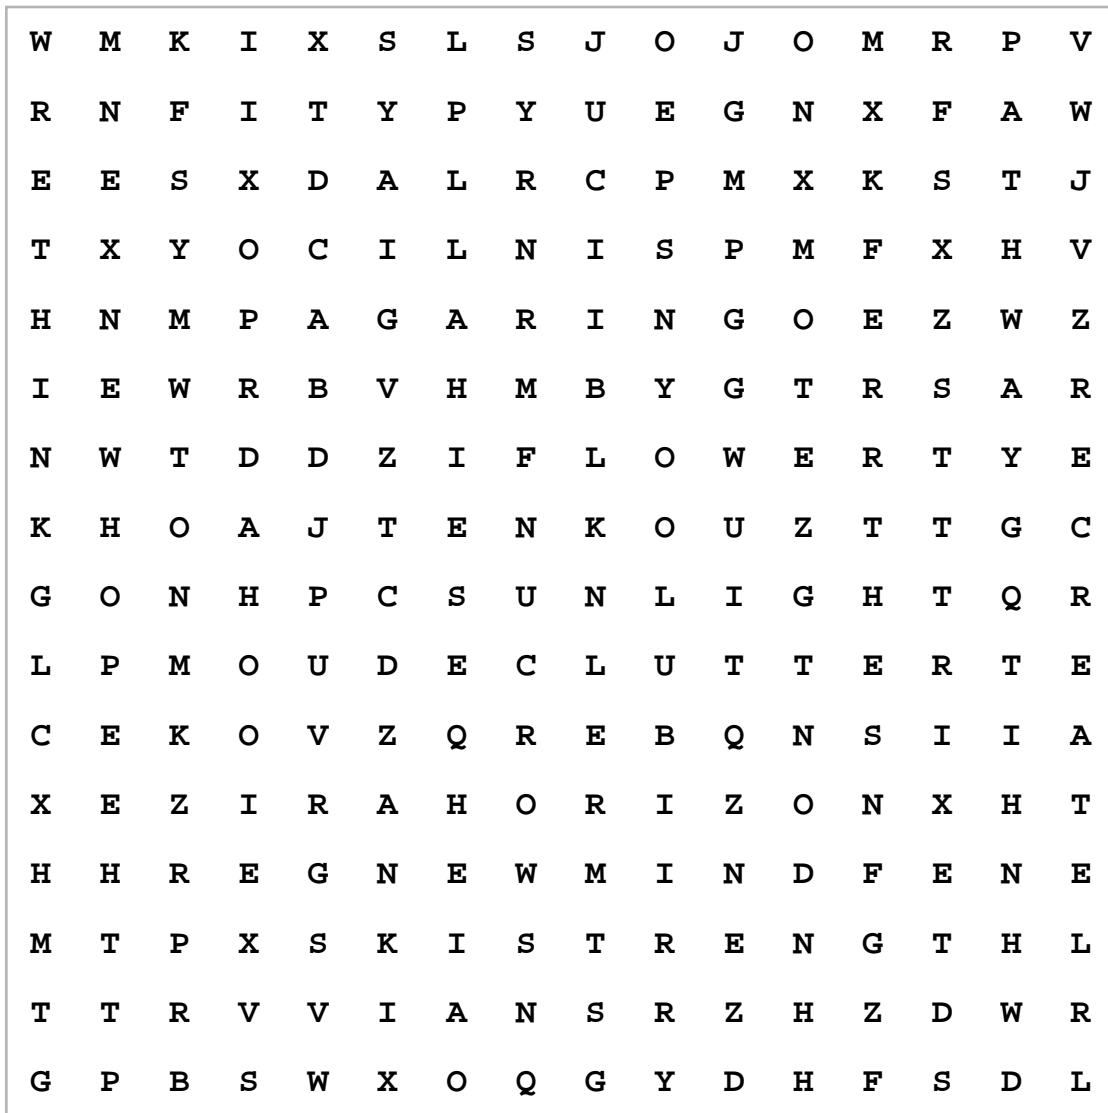 W M K I X S L S J O J O M R P V
R N F I T Y P Y U E G N X F A W
E E S X D A L R C P M X K S T J
T X Y O C I L N I S P M F X H V
H N M P A G A R I N G O E Z W Z
I E W R B V H M B Y G T R S A R
N W T D D Z I F L O W E R T Y E
K H O A J T E N K O U Z T T G C
G O N H P C S U N L I G H T Q R
L P M O U D E C L U T T E R T E
C E K O V Z Q R E B Q N S I I A
X E Z I R A H O R I Z O N X H T
H H R E G N E W M I N D F E N E
M T P X S K I S T R E N G T H L
T T R V V I A N S R Z H Z D W R
G P B S W X O Q G Y D H F S D L